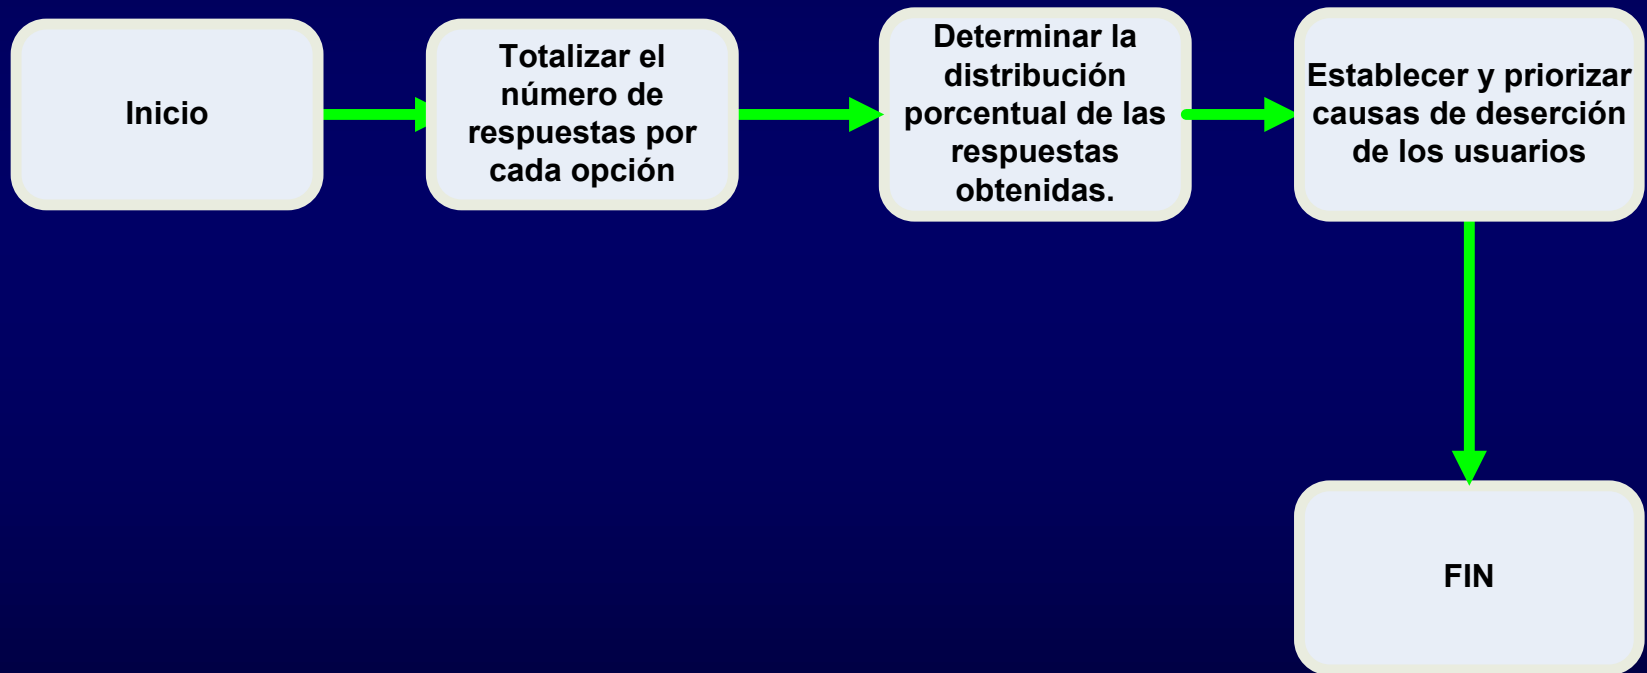 Inicio
Totalizar el
número de
respuestas por
cada opción
Determinar la
distribución
porcentual de las
respuestas
obtenidas.
Establecer y priorizar
causas de deserción
de los usuarios
FIN